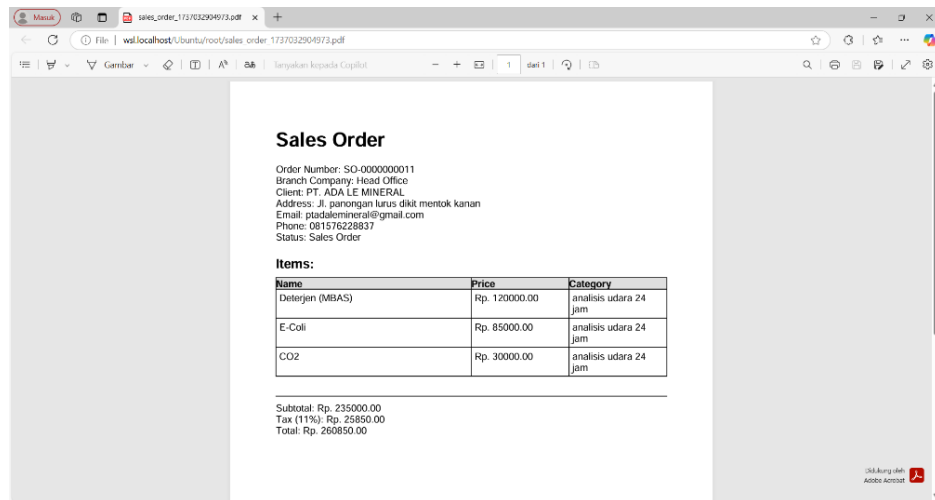 Masuk
sales_order_1737032904973.pdf
File
wsl.localhost/Ubuntu/root/sales_order_1737032904973.pdf
Gambar
Tanyakan kepada Copilot
1 dari 1
Sales Order
Order Number: SO-0000000011
Branch Company: Head Office
Client: PT. ADA LE MINERAL
Address: Jl. panongan lurus dikit mentok kanan
Email: ptadalemineral@gmail.com
Phone: 081576228837
Status: Sales Order
Items:
Name Price Category
Deterjen (MBAS) Rp. 120000.00 analisis udara 24
jam
E-Coli Rp. 85000.00 analisis udara 24
jam
CO2 Rp. 30000.00 analisis udara 24
jam
Subtotal: Rp. 235000.00
Tax (11%): Rp. 25850.00
Total: Rp. 260850.00
Didukung oleh
Adobe Acrobat